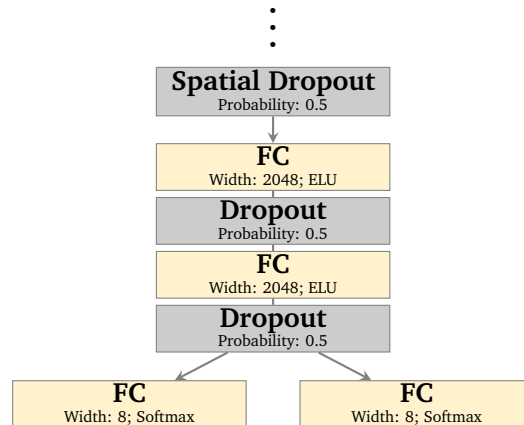 Spatial Dropout
Probability: 0.5
FC
Width: 2048; ELU
Dropout
Probability: 0.5
FC
Width: 2048; ELU
Dropout
Probability: 0.5
FC
Width: 8; Softmax
FC
Width: 8; Softmax